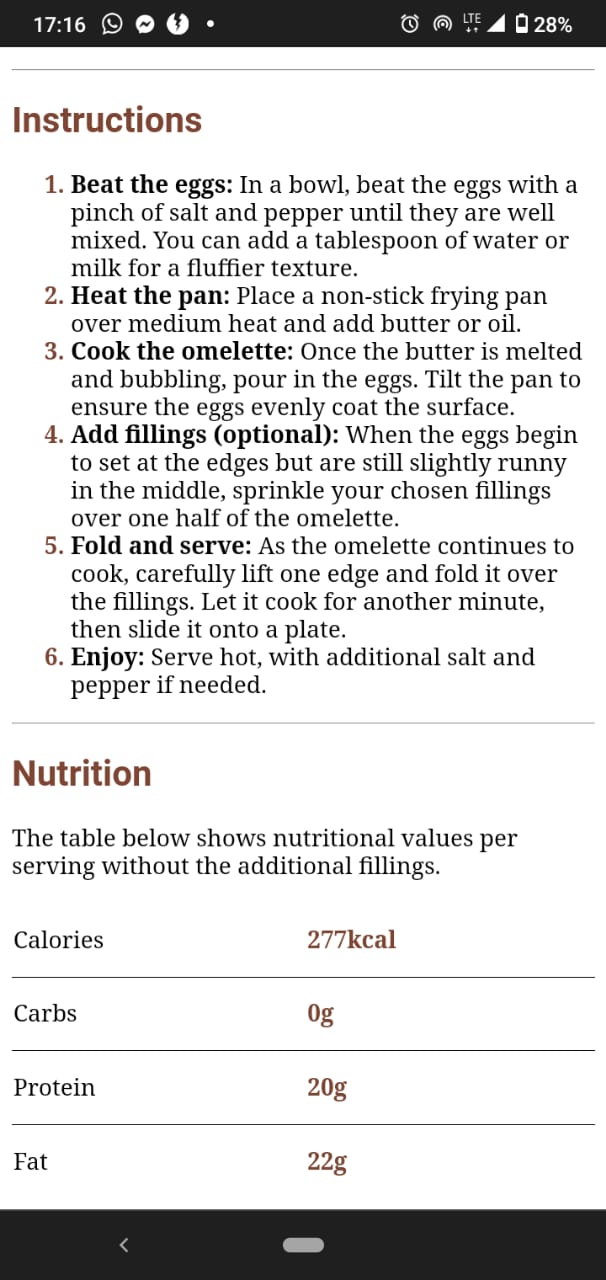 17:16
LTE
28%
Instructions
1. Beat the eggs: In a bowl, beat the eggs with a
pinch of salt and pepper until they are well
mixed. You can add a tablespoon of water or
milk for a fluffier texture.
2. Heat the pan: Place a non-stick frying pan
over medium heat and add butter or oil.
3. Cook the omelette: Once the butter is melted
and bubbling, pour in the eggs. Tilt the pan to
ensure the eggs evenly coat the surface.
4. Add fillings (optional): When the eggs begin
to set at the edges but are still slightly runny
in the middle, sprinkle your chosen fillings
over one half of the omelette.
5. Fold and serve: As the omelette continues to
cook, carefully lift one edge and fold it over
the fillings. Let it cook for another minute,
then slide it onto a plate.
6. Enjoy: Serve hot, with additional salt and
pepper if needed.
Nutrition
The table below shows nutritional values per
serving without the additional fillings.
Calories 277kcal
Carbs 0g
Protein 20g
Fat 22g